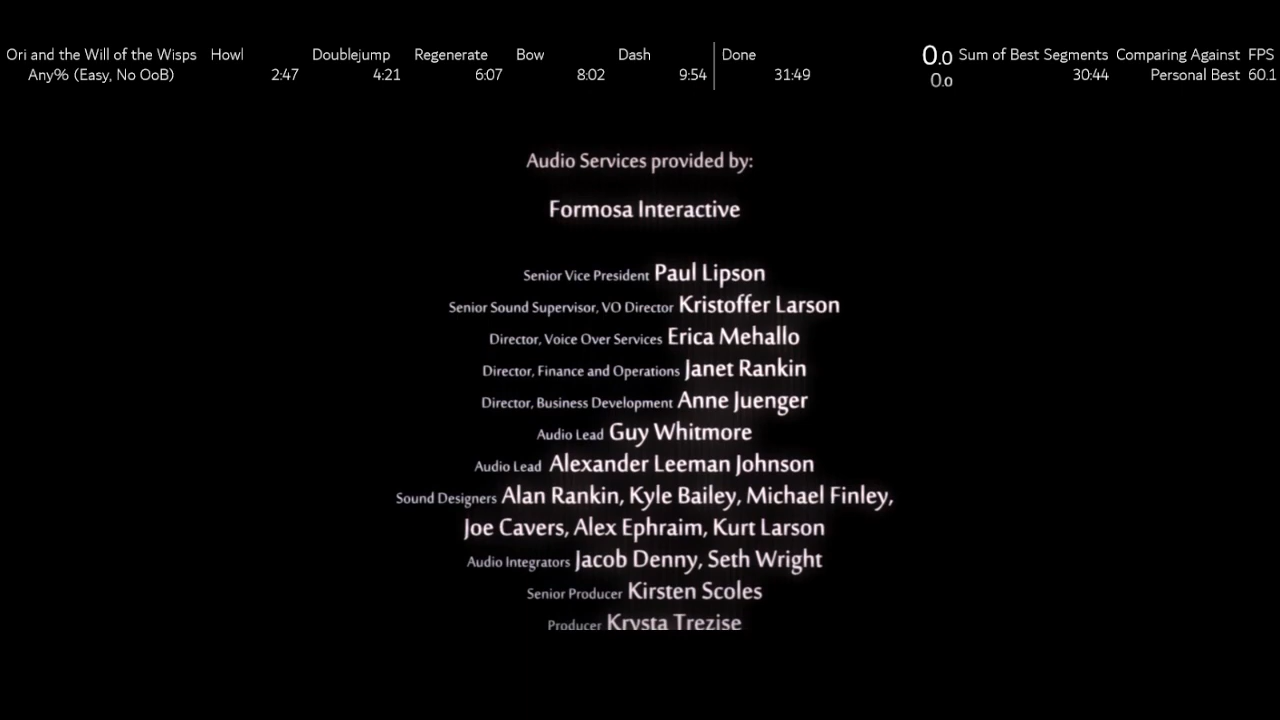 Ori and the Will of the Wisps Howl Doublejump Regenerate Bow Dash Done 0.0 Sum of Best Segments Comparing Against FPS
Any% (Easy, No OoB) 2:47 4:21 6:07 8:02 9:54 31:49 0.0 30:44 Personal Best 60.1
Audio Services provided by:
Formosa Interactive
Senior Vice President Paul Lipson
Senior Sound Supervisor, VO Director Kristoffer Larson
Director, Voice Over Services Erica Mehallo
Director, Finance and Operations Janet Rankin
Director, Business Development Anne Juenger
Audio Lead Guy Whitmore
Audio Lead Alexander Leeman Johnson
Sound Designers Alan Rankin, Kyle Bailey, Michael Finley,
Joe Cavers, Alex Ephraim, Kurt Larson
Audio Integrators Jacob Denny, Seth Wright
Senior Producer Kirsten Scoles
Producer Krysta Trezise